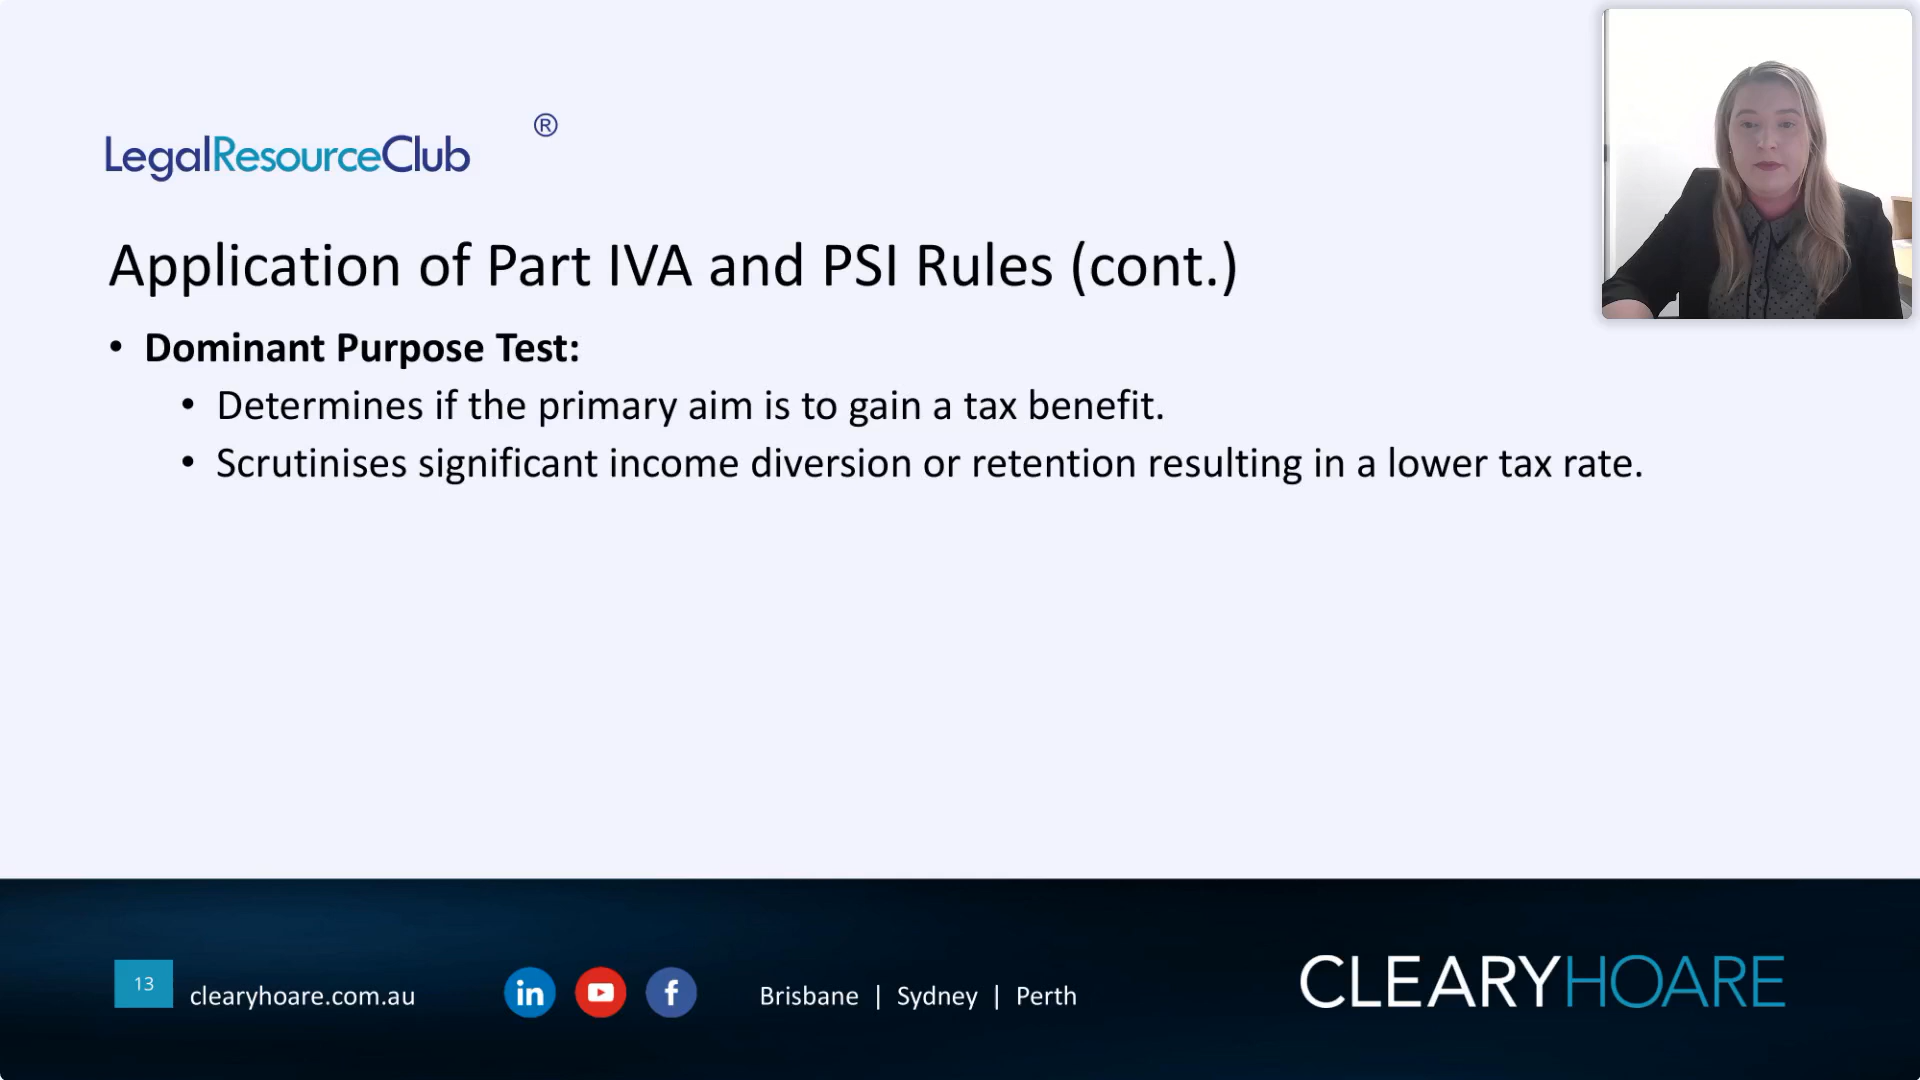 LegalResourceClub ®
Application of Part IVA and PSI Rules (cont.)
• Dominant Purpose Test:
• Determines if the primary aim is to gain a tax benefit.
• Scrutinises significant income diversion or retention resulting in a lower tax rate.
13 clearyhoare.com.au in f Brisbane | Sydney | Perth CLEARYHOARE